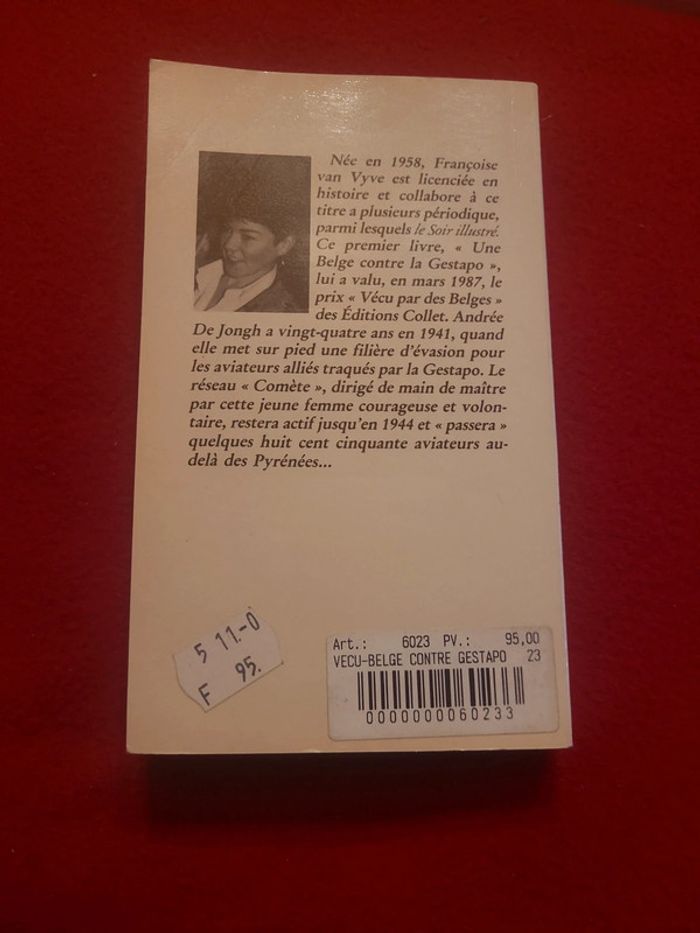 Née en 1958, Françoise
van Vyve est licenciée en
histoire et collabore à ce
titre a plusieurs périodique,
parmi lesquels le Soir illustré.
Ce premier livre, « Une
Belge contre la Gestapo »,
lui a valu, en mars 1987, le
prix « Vécu par des Belges »
des Éditions Collet. Andrée
De Jongh a vingt-quatre ans en 1941, quand
elle met sur pied une filière d'évasion pour
les aviateurs alliés traqués par la Gestapo. Le
réseau « Comète », dirigé de main de maître
par cette jeune femme courageuse et volon-
taire, restera actif jusqu'en 1944 et « passera »
quelques huit cent cinquante aviateurs au-
delà des Pyrénées...
5 11.-0
F 95.
Art.: 6023 PV.: 95,00
VECU-BELGE CONTRE GESTAPO 23
0000000060233